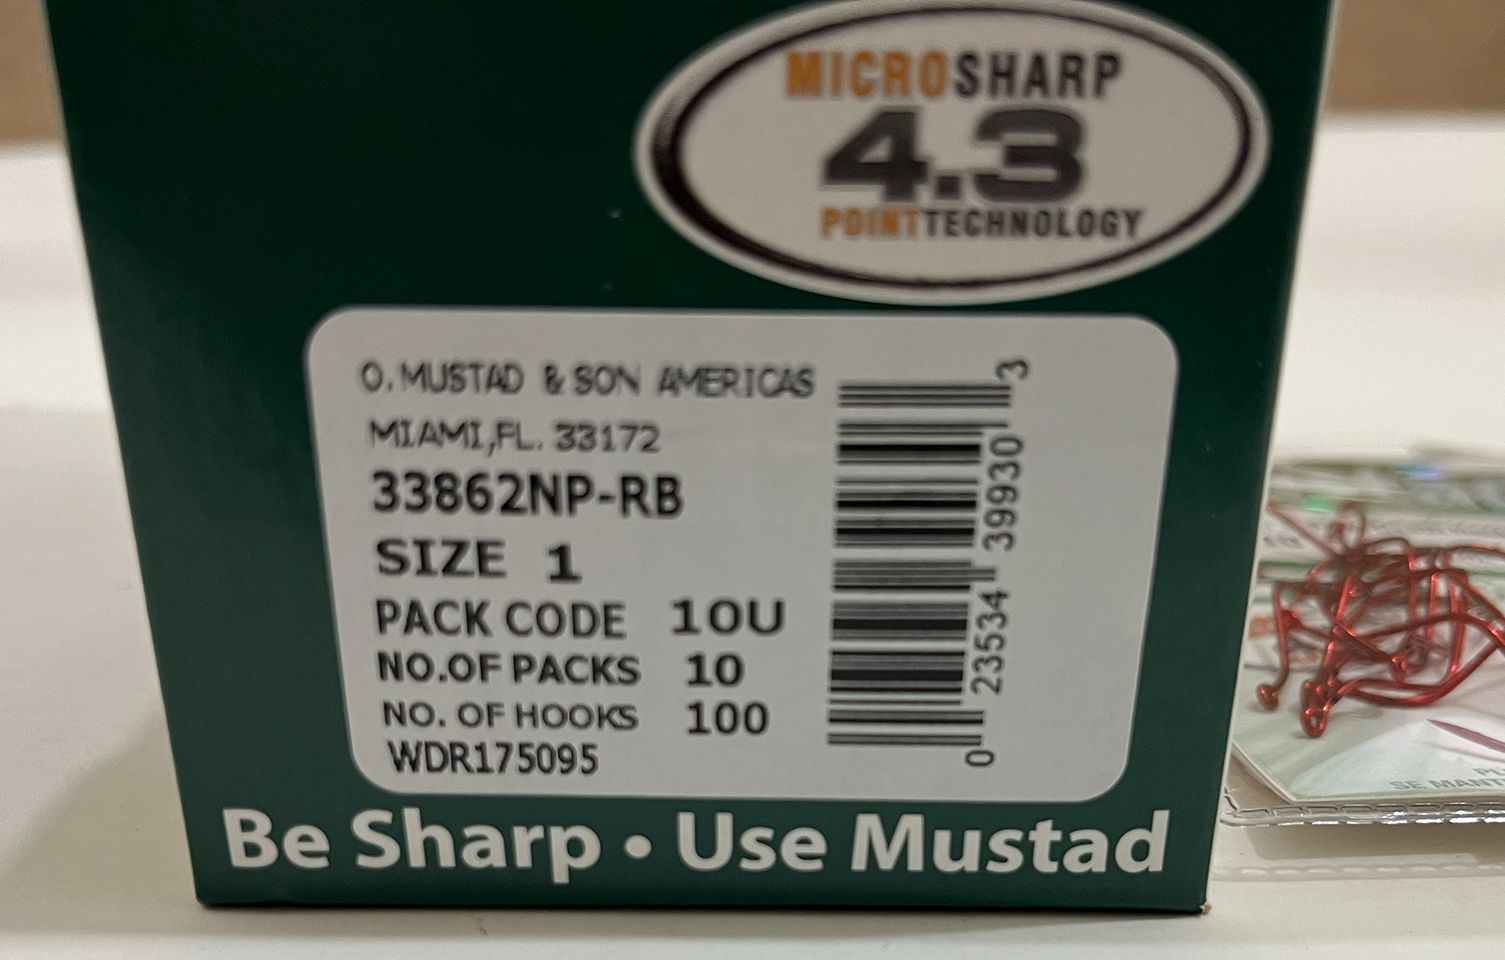 MICROSHARP
4.3
POINTTECHNOLOGY
O. MUSTAD & SON AMERICAS
MIAMI,FL. 33172
33862NP-RB
SIZE 1
PACK CODE 10U
NO.OF PACKS 10
NO. OF HOOKS 100
WDR175095
0 23534 39930 3
Be Sharp • Use Mustad